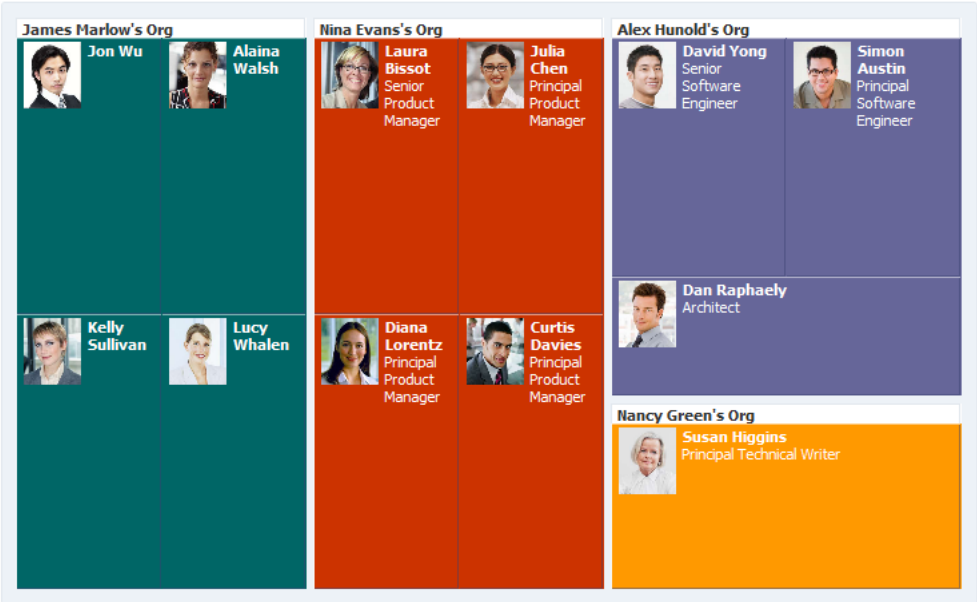 James Marlow's Org
Jon Wu
Alaina
Walsh
Kelly
Sullivan
Lucy
Whalen
Nina Evans's Org
Laura
Bissot
Senior
Product
Manager
Julia
Chen
Principal
Product
Manager
Diana
Lorentz
Principal
Product
Manager
Curtis
Davies
Principal
Product
Manager
Alex Hunold's Org
David Yong
Senior
Software
Engineer
Simon
Austin
Principal
Software
Engineer
Dan Raphaely
Architect
Nancy Green's Org
Susan Higgins
Principal Technical Writer